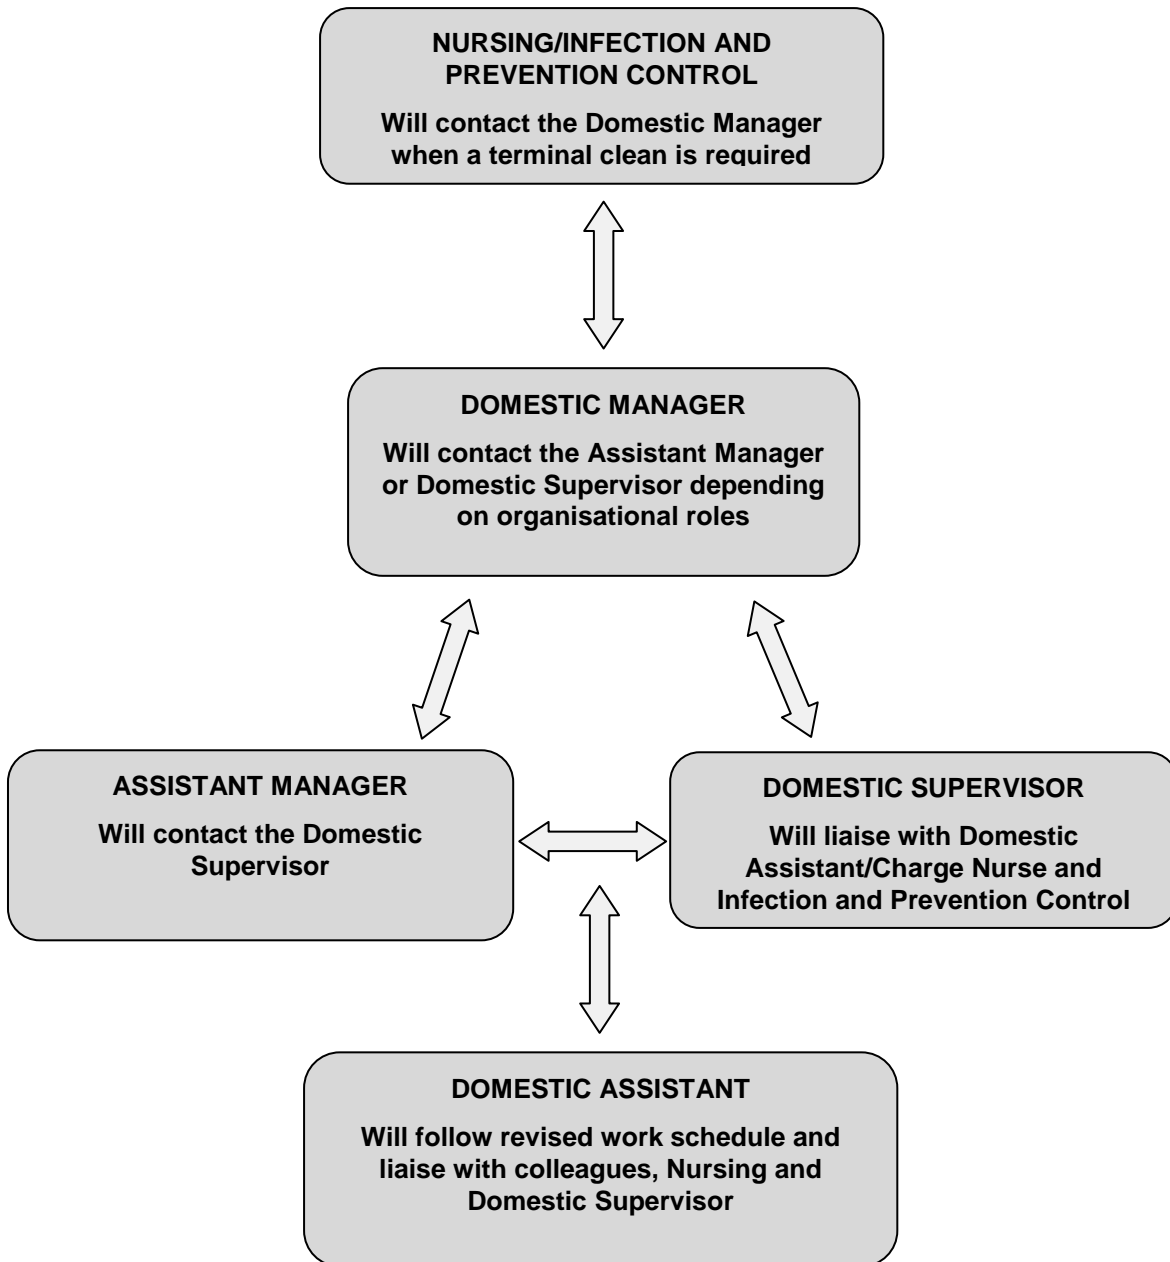 NURSING/INFECTION AND
PREVENTION CONTROL
Will contact the Domestic Manager
when a terminal clean is required
DOMESTIC MANAGER
Will contact the Assistant Manager
or Domestic Supervisor depending
on organisational roles
ASSISTANT MANAGER
Will contact the Domestic
Supervisor
DOMESTIC SUPERVISOR
Will liaise with Domestic
Assistant/Charge Nurse and
Infection and Prevention Control
DOMESTIC ASSISTANT
Will follow revised work schedule and
liaise with colleagues, Nursing and
Domestic Supervisor